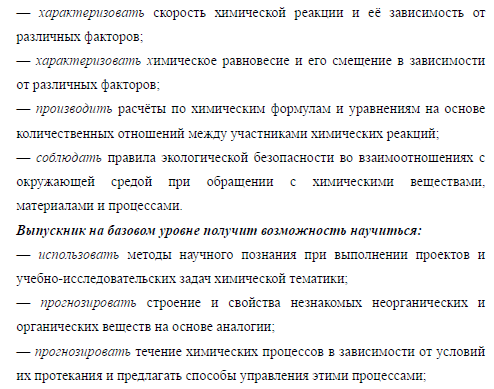 — характеризовать скорость химической реакции и её зависимость от
различных факторов;
— характеризовать химическое равновесие и его смещение в зависимости
от различных факторов;
— производить расчёты по химическим формулам и уравнениям на основе
количественных отношений между участниками химических реакций;
— соблюдать правила экологической безопасности во взаимоотношениях с
окружающей средой при обращении с химическими веществами,
материалами и процессами.
Выпускник на базовом уровне получит возможность научиться:
— использовать методы научного познания при выполнении проектов и
учебно-исследовательских задач химической тематики;
— прогнозировать строение и свойства незнакомых неорганических и
органических веществ на основе аналогии;
— прогнозировать течение химических процессов в зависимости от условий
их протекания и предлагать способы управления этими процессами;